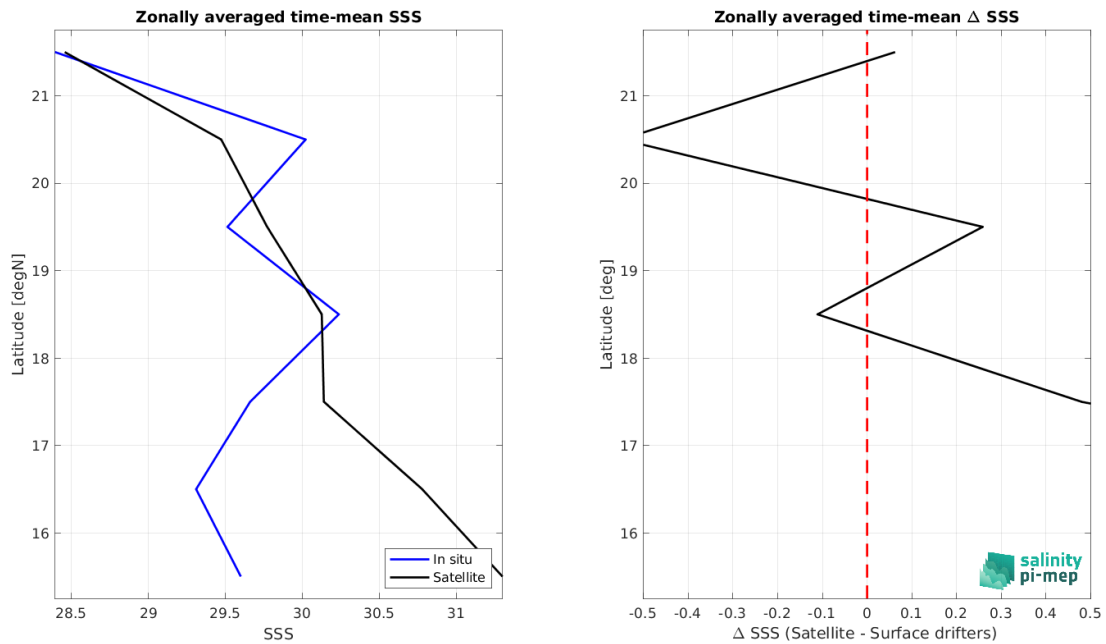 Zonally averaged time-mean SSS
21
20
19
18
17
16
Latitude [degN]
28.5 29 29.5 30 30.5 31
SSS
In situ
Satellite
Zonally averaged time-mean Δ SSS
21
20
19
18
17
16
Latitude [deg]
-0.5 -0.4 -0.3 -0.2 -0.1 0 0.1 0.2 0.3 0.4 0.5
Δ SSS (Satellite - Surface drifters)
salinity
pi-mep